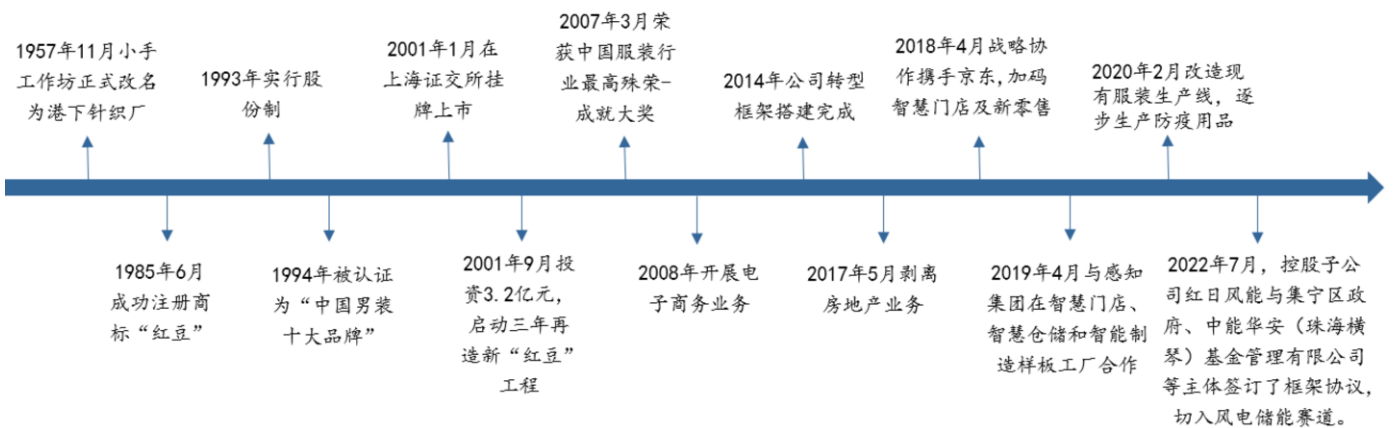 1957年11月小手
工作坊正式改名
为港下针织厂
1985年6月
成功注册商
标“红豆”
1993年实行股
份制
1994年被认证
为“中国男装
十大品牌”
2001年1月在
上海证交所挂
牌上市
2001年9月投
资3.2亿元，
启动三年再
造新“红豆”
工程
2007年3月荣
获中国服装行
业最高殊荣-
成就大奖
2008年开展电
子商务业务
2014年公司转型
框架搭建完成
2017年5月剥离
房地产业务
2018年4月战略协
作携手京东,加码
智慧门店及新零售
2019年4月与感知
集团在智慧门店、
智慧仓储和智能制
造样板工厂合作
2020年2月改造现
有服装生产线，逐
步生产防疫用品
2022年7月，控股子公
司红日风能与集宁区政
府、中能华安（珠海横
琴）基金管理有限公司
等主体签订了框架协议，
切入风电储能赛道。